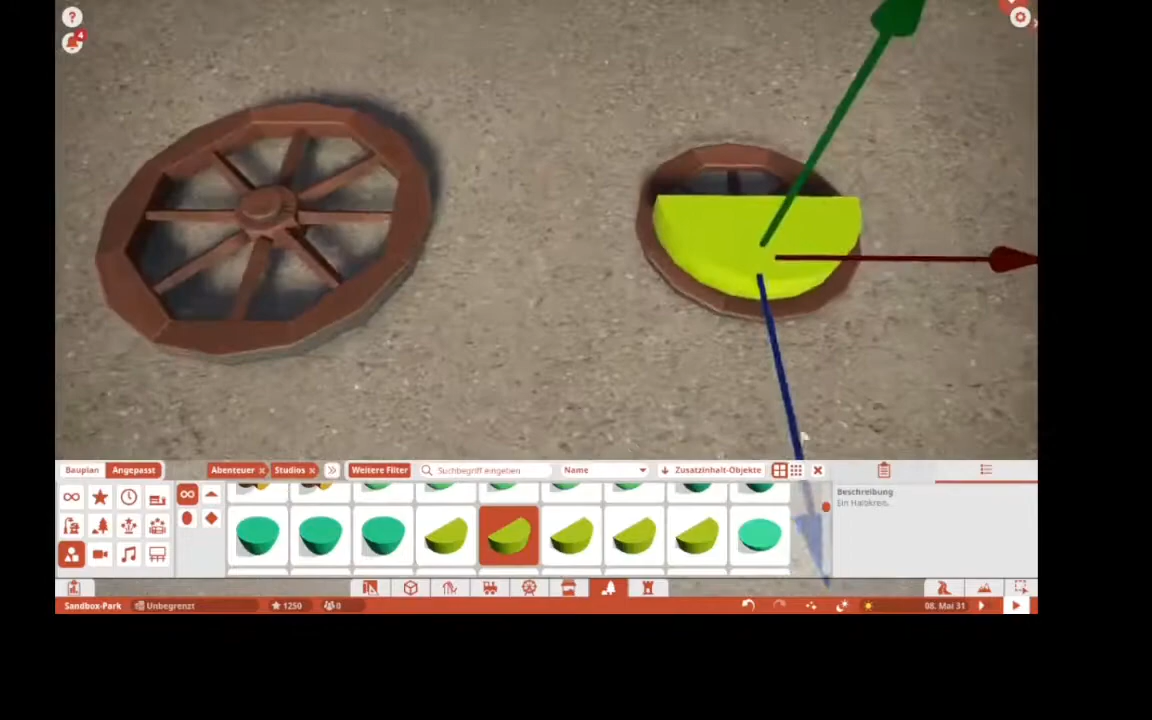 ?
4
Bauplan Angepasst Abenteuer x Studios x Weitere Filter Suchbegriff eingeben Name Zusatzinhalt-Objekte
Beschreibung
Ein Halbkreis.
Sandbox-Park Unbegrenzt 1250 0 08. Mai 31